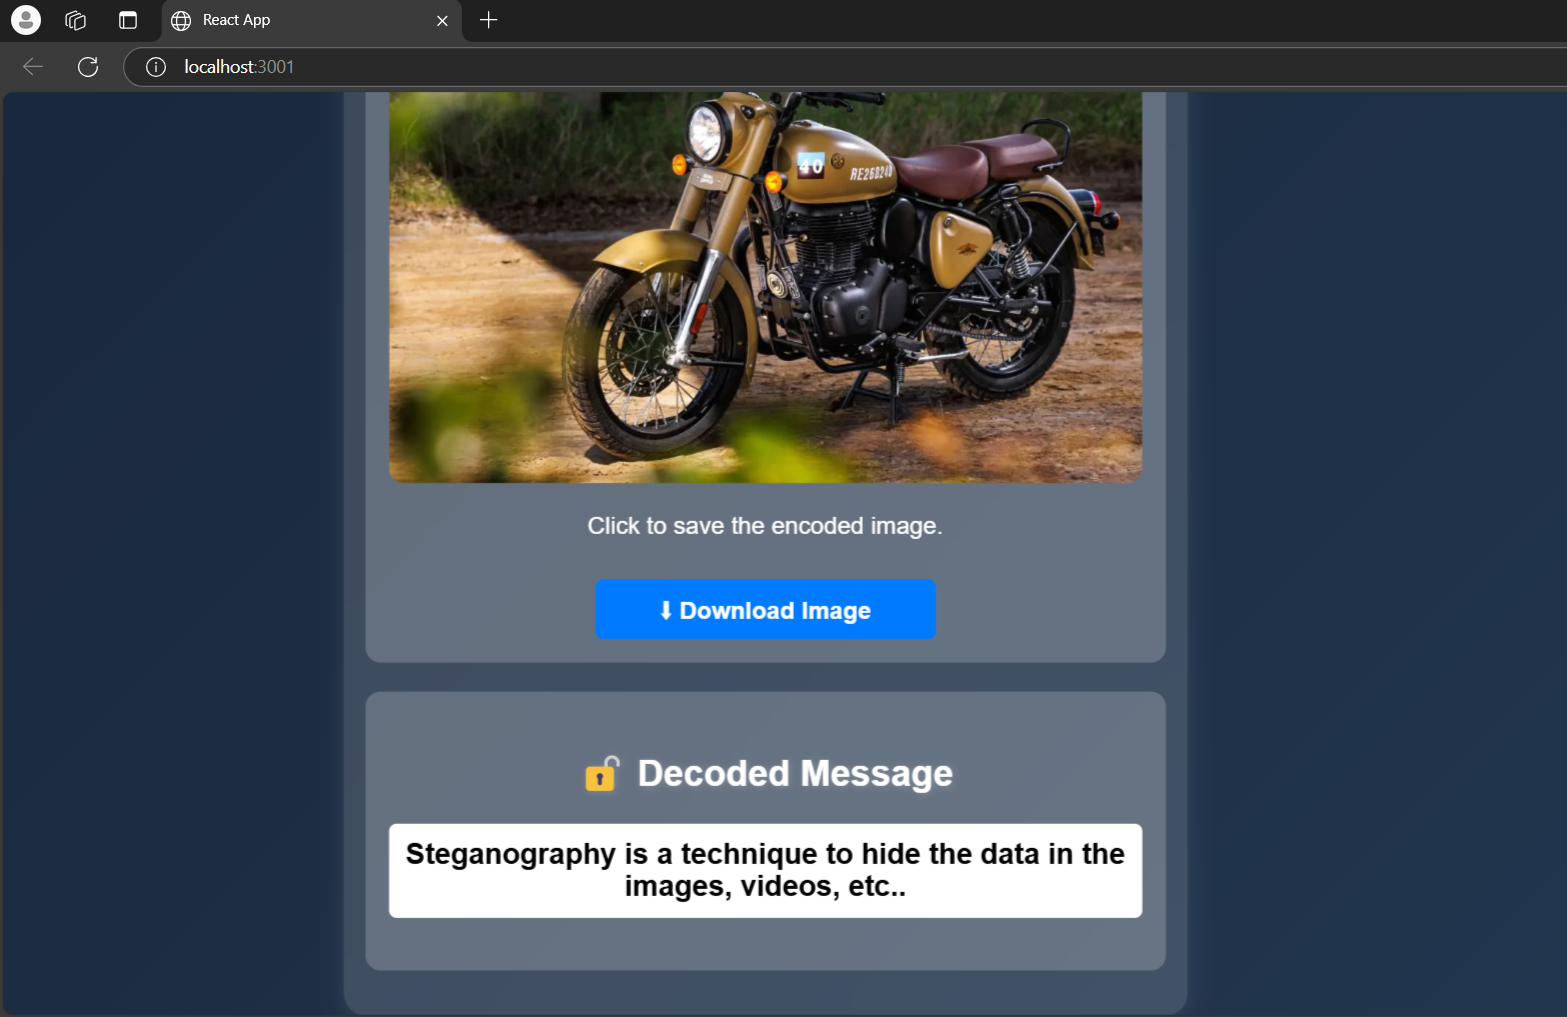 React App
localhost:3001
40
RE26B240
Click to save the encoded image.
⬇ Download Image
🔓 Decoded Message
Steganography is a technique to hide the data in the
images, videos, etc..